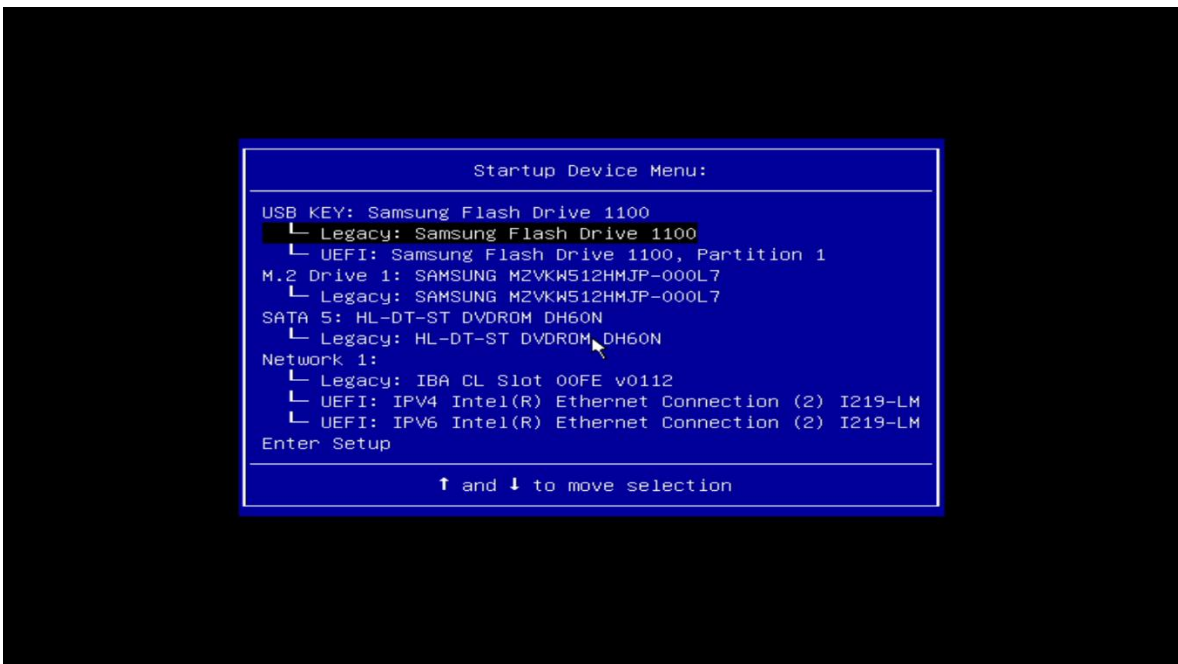 Startup Device Menu:
USB KEY: Samsung Flash Drive 1100
Legacy: Samsung Flash Drive 1100
UEFI: Samsung Flash Drive 1100, Partition 1
M.2 Drive 1: SAMSUNG MZVKW512HMJP-000L7
Legacy: SAMSUNG MZVKW512HMJP-000L7
SATA 5: HL-DT-ST DVDROM DH60N
Legacy: HL-DT-ST DVDROM DH60N
Network 1:
Legacy: IBA CL Slot 00FE v0112
UEFI: IPV4 Intel(R) Ethernet Connection (2) I219-LM
UEFI: IPV6 Intel(R) Ethernet Connection (2) I219-LM
Enter Setup
↑ and ↓ to move selection